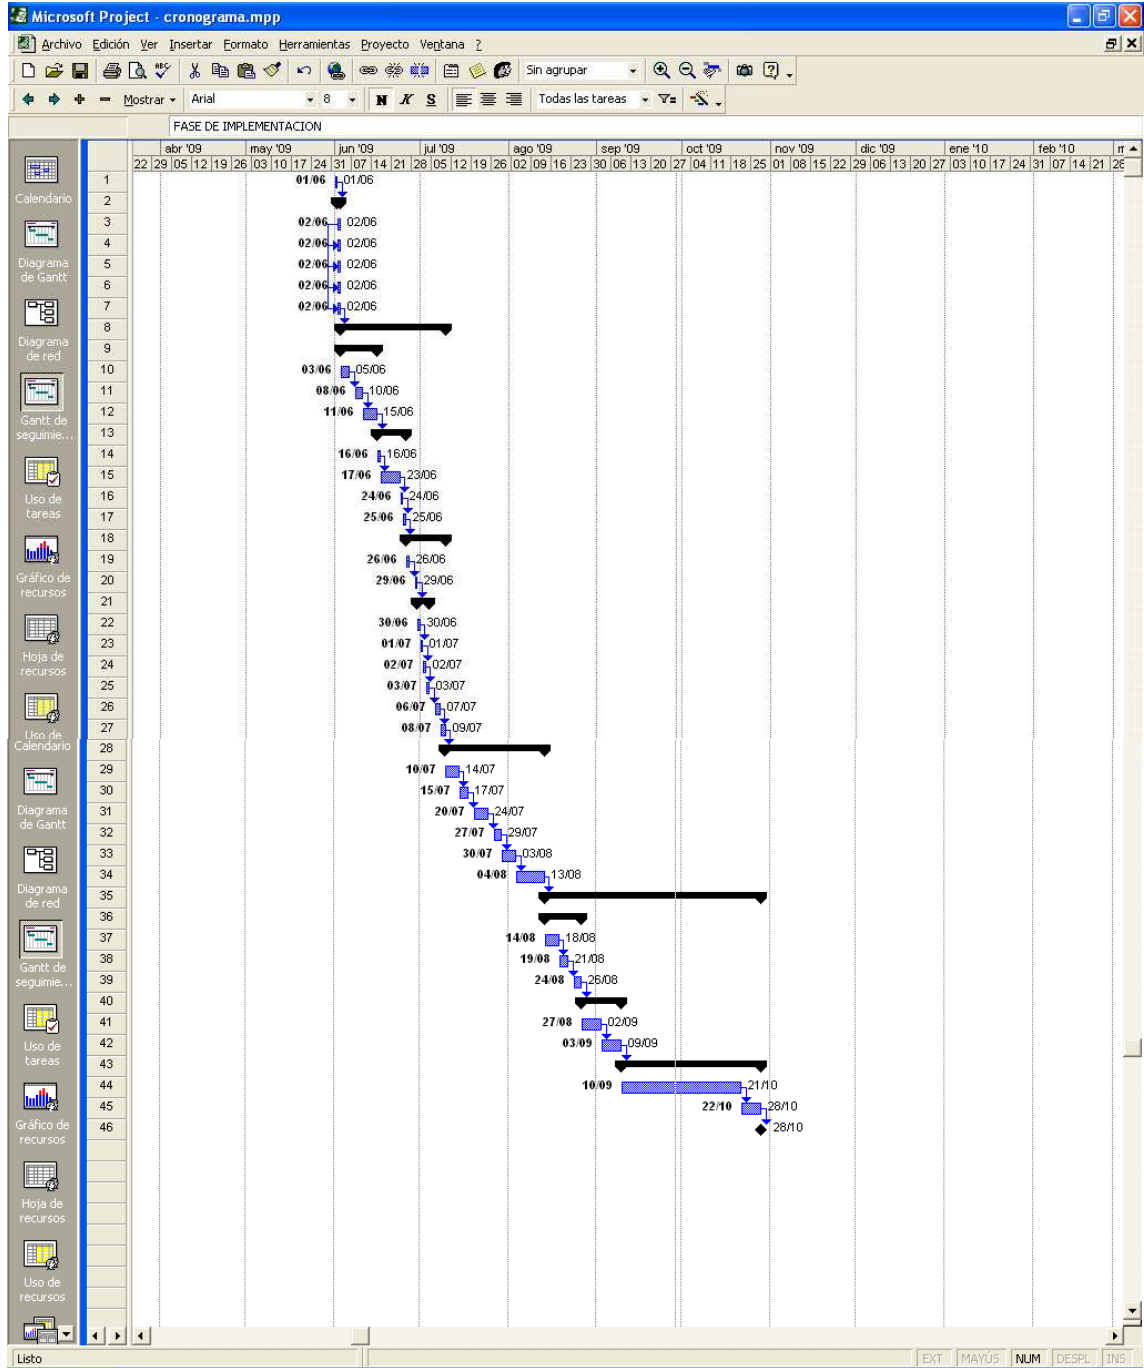 Microsoft Project - cronograma.mpp
Archivo Edición Ver Insertar Formato Herramientas Proyecto Ventana ?
Sin agrupar
Mostrar Arial 8 N K S Todas las tareas
FASE DE IMPLEMENTACION
abr '09 may '09 jun '09 jul '09 ago '09 sep '09 oct '09 nov '09 dic '09 ene '10 feb '10
22 29 05 12 19 26 03 10 17 24 31 07 14 21 28 05 12 19 26 02 09 16 23 30 06 13 20 27 04 11 18 25 01 08 15 22 29 06 13 20 27 03 10 17 24 31 07 14 21
1 01/06 01/06
Calendario
2
3 02/06 02/06
4 02/06 02/06
5 02/06 02/06
Diagrama de Gantt
6 02/06 02/06
7 02/06 02/06
8
Diagrama de red
9
10 03/06 05/06
11 08/06 10/06
12 11/06 15/06
Gantt de seguimie...
13
14 16/06 16/06
15 17/06 23/06
16 24/06 24/06
Uso de tareas
17 25/06 25/06
18
19 26/06 26/06
20 29/06 29/06
Gráfico de recursos
21
22 30/06 30/06
23 01/07 01/07
Hoja de recursos
24 02/07 02/07
25 03/07 03/07
26 06/07 07/07
27 08/07 09/07
Uso de
Calendario
28
29 10/07 14/07
30 15/07 17/07
31 20/07 24/07
Diagrama de Gantt
32 27/07 29/07
33 30/07 03/08
34 04/08 13/08
Diagrama de red
35
36
37 14/08 18/08
38 19/08 21/08
Gantt de seguimie...
39 24/08 26/08
40
41 27/08 02/09
42 03/09 09/09
Uso de tareas
43
44 10/09 21/10
45 22/10 28/10
46 28/10
Gráfico de recursos
Hoja de recursos
Uso de recursos
Listo EXT MAYÚS NUM DESPL INS